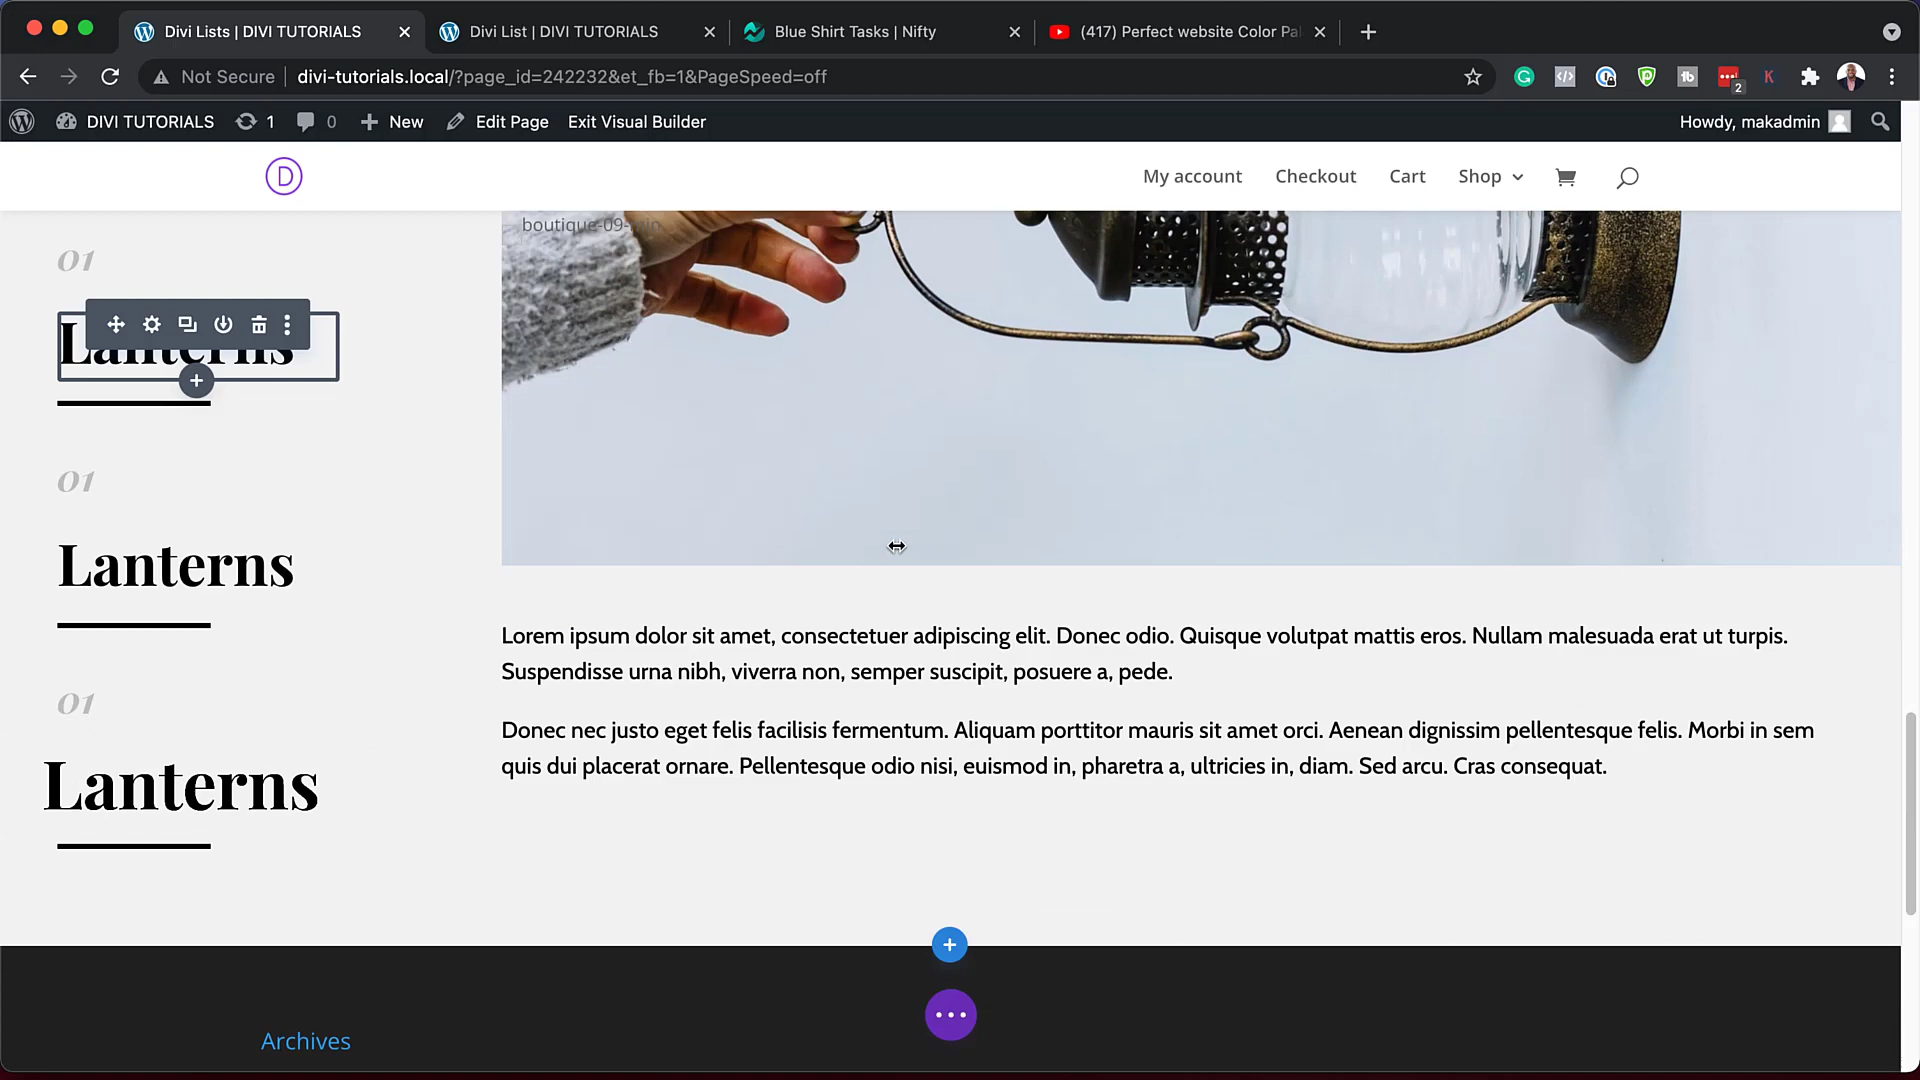 Divi Lists | DIVI TUTORIALS
Divi List | DIVI TUTORIALS
Blue Shirt Tasks | Nifty
(417) Perfect website Color Pal
Not Secure
divi-tutorials.local/?page_id=242232&et_fb=1&PageSpeed=off
2
DIVI TUTORIALS
1
0
New
Edit Page
Exit Visual Builder
Howdy, makadmin
D
My account
Checkout
Cart
Shop
boutique-09-min
01
Lanterns
01
Lanterns
01
Lanterns
Lorem ipsum dolor sit amet, consectetuer adipiscing elit. Donec odio. Quisque volutpat mattis eros. Nullam malesuada erat ut turpis.
Suspendisse urna nibh, viverra non, semper suscipit, posuere a, pede.
Donec nec justo eget felis facilisis fermentum. Aliquam porttitor mauris sit amet orci. Aenean dignissim pellentesque felis. Morbi in sem
quis dui placerat ornare. Pellentesque odio nisi, euismod in, pharetra a, ultricies in, diam. Sed arcu. Cras consequat.
Archives